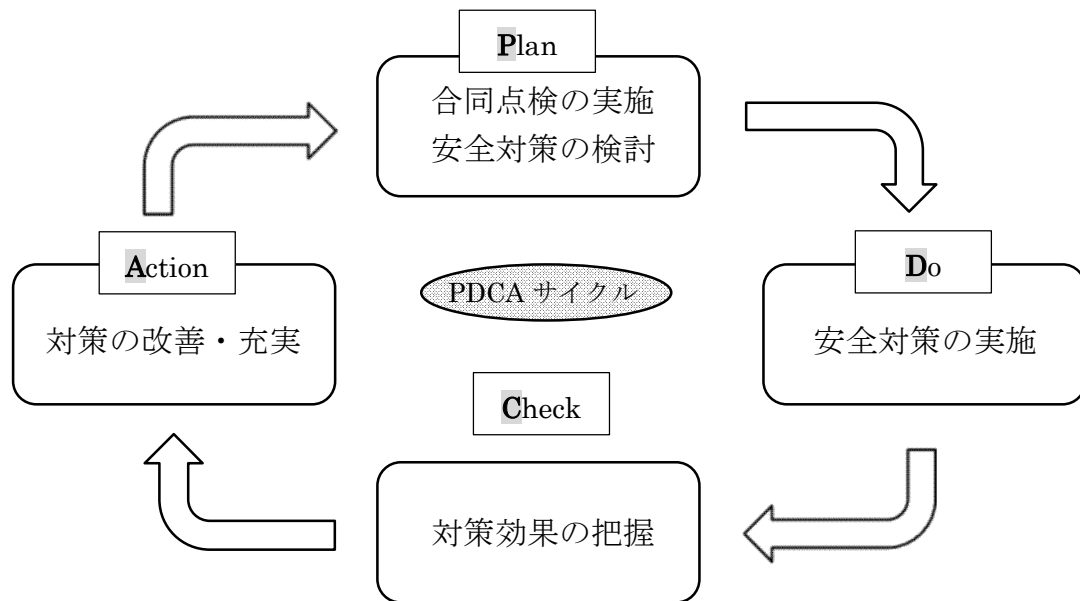 Plan
合同点検の実施
安全対策の検討
Action
対策の改善・充実
PDCA サイクル
Do
安全対策の実施
Check
対策効果の把握